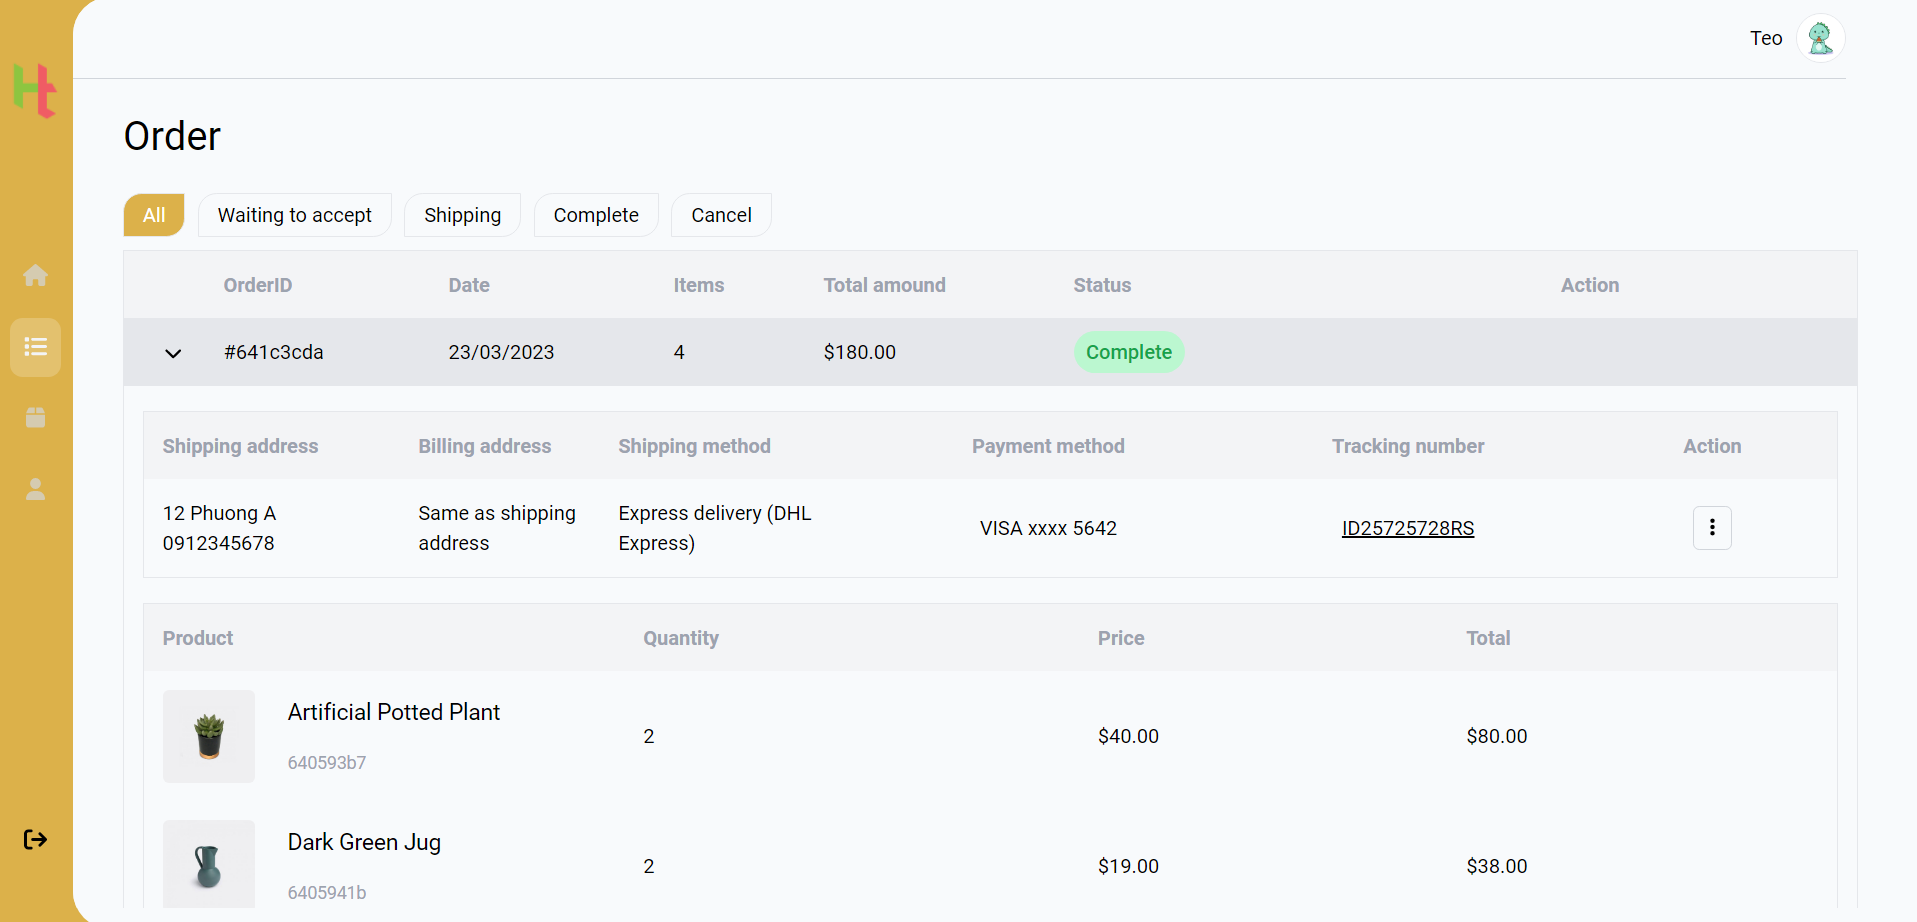 Teo
Order
All Waiting to accept Shipping Complete Cancel
OrderID Date Items Total amound Status Action
#641c3cda 23/03/2023 4 $180.00 Complete
Shipping address Billing address Shipping method Payment method Tracking number Action
12 Phuong A Same as shipping Express delivery (DHL VISA xxxx 5642 ID25725728RS
0912345678 address Express)
Product Quantity Price Total
Artificial Potted Plant 2 $40.00 $80.00
640593b7
Dark Green Jug 2 $19.00 $38.00
6405941b